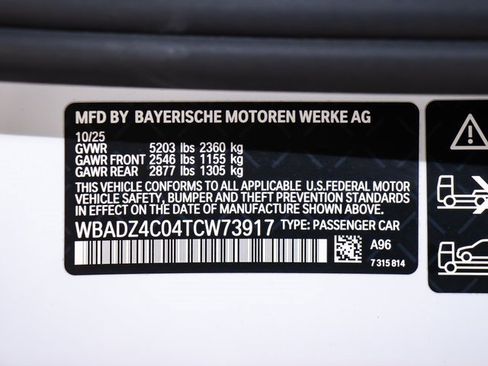 MFD BY BAYERISCHE MOTOREN WERKE AG
10/25
GVWR 5203 lbs 2360 kg
GAWR FRONT 2546 lbs 1155 kg
GAWR REAR 2877 lbs 1305 kg
THIS VEHICLE CONFORMS TO ALL APPLICABLE U.S.FEDERAL MOTOR
VEHICLE SAFETY, BUMPER AND THEFT PREVENTION STANDARDS
IN EFFECT ON THE DATE OF MANUFACTURE SHOWN ABOVE.
WBADZ4C04TCW73917 TYPE: PASSENGER CAR
A96
7 315 814